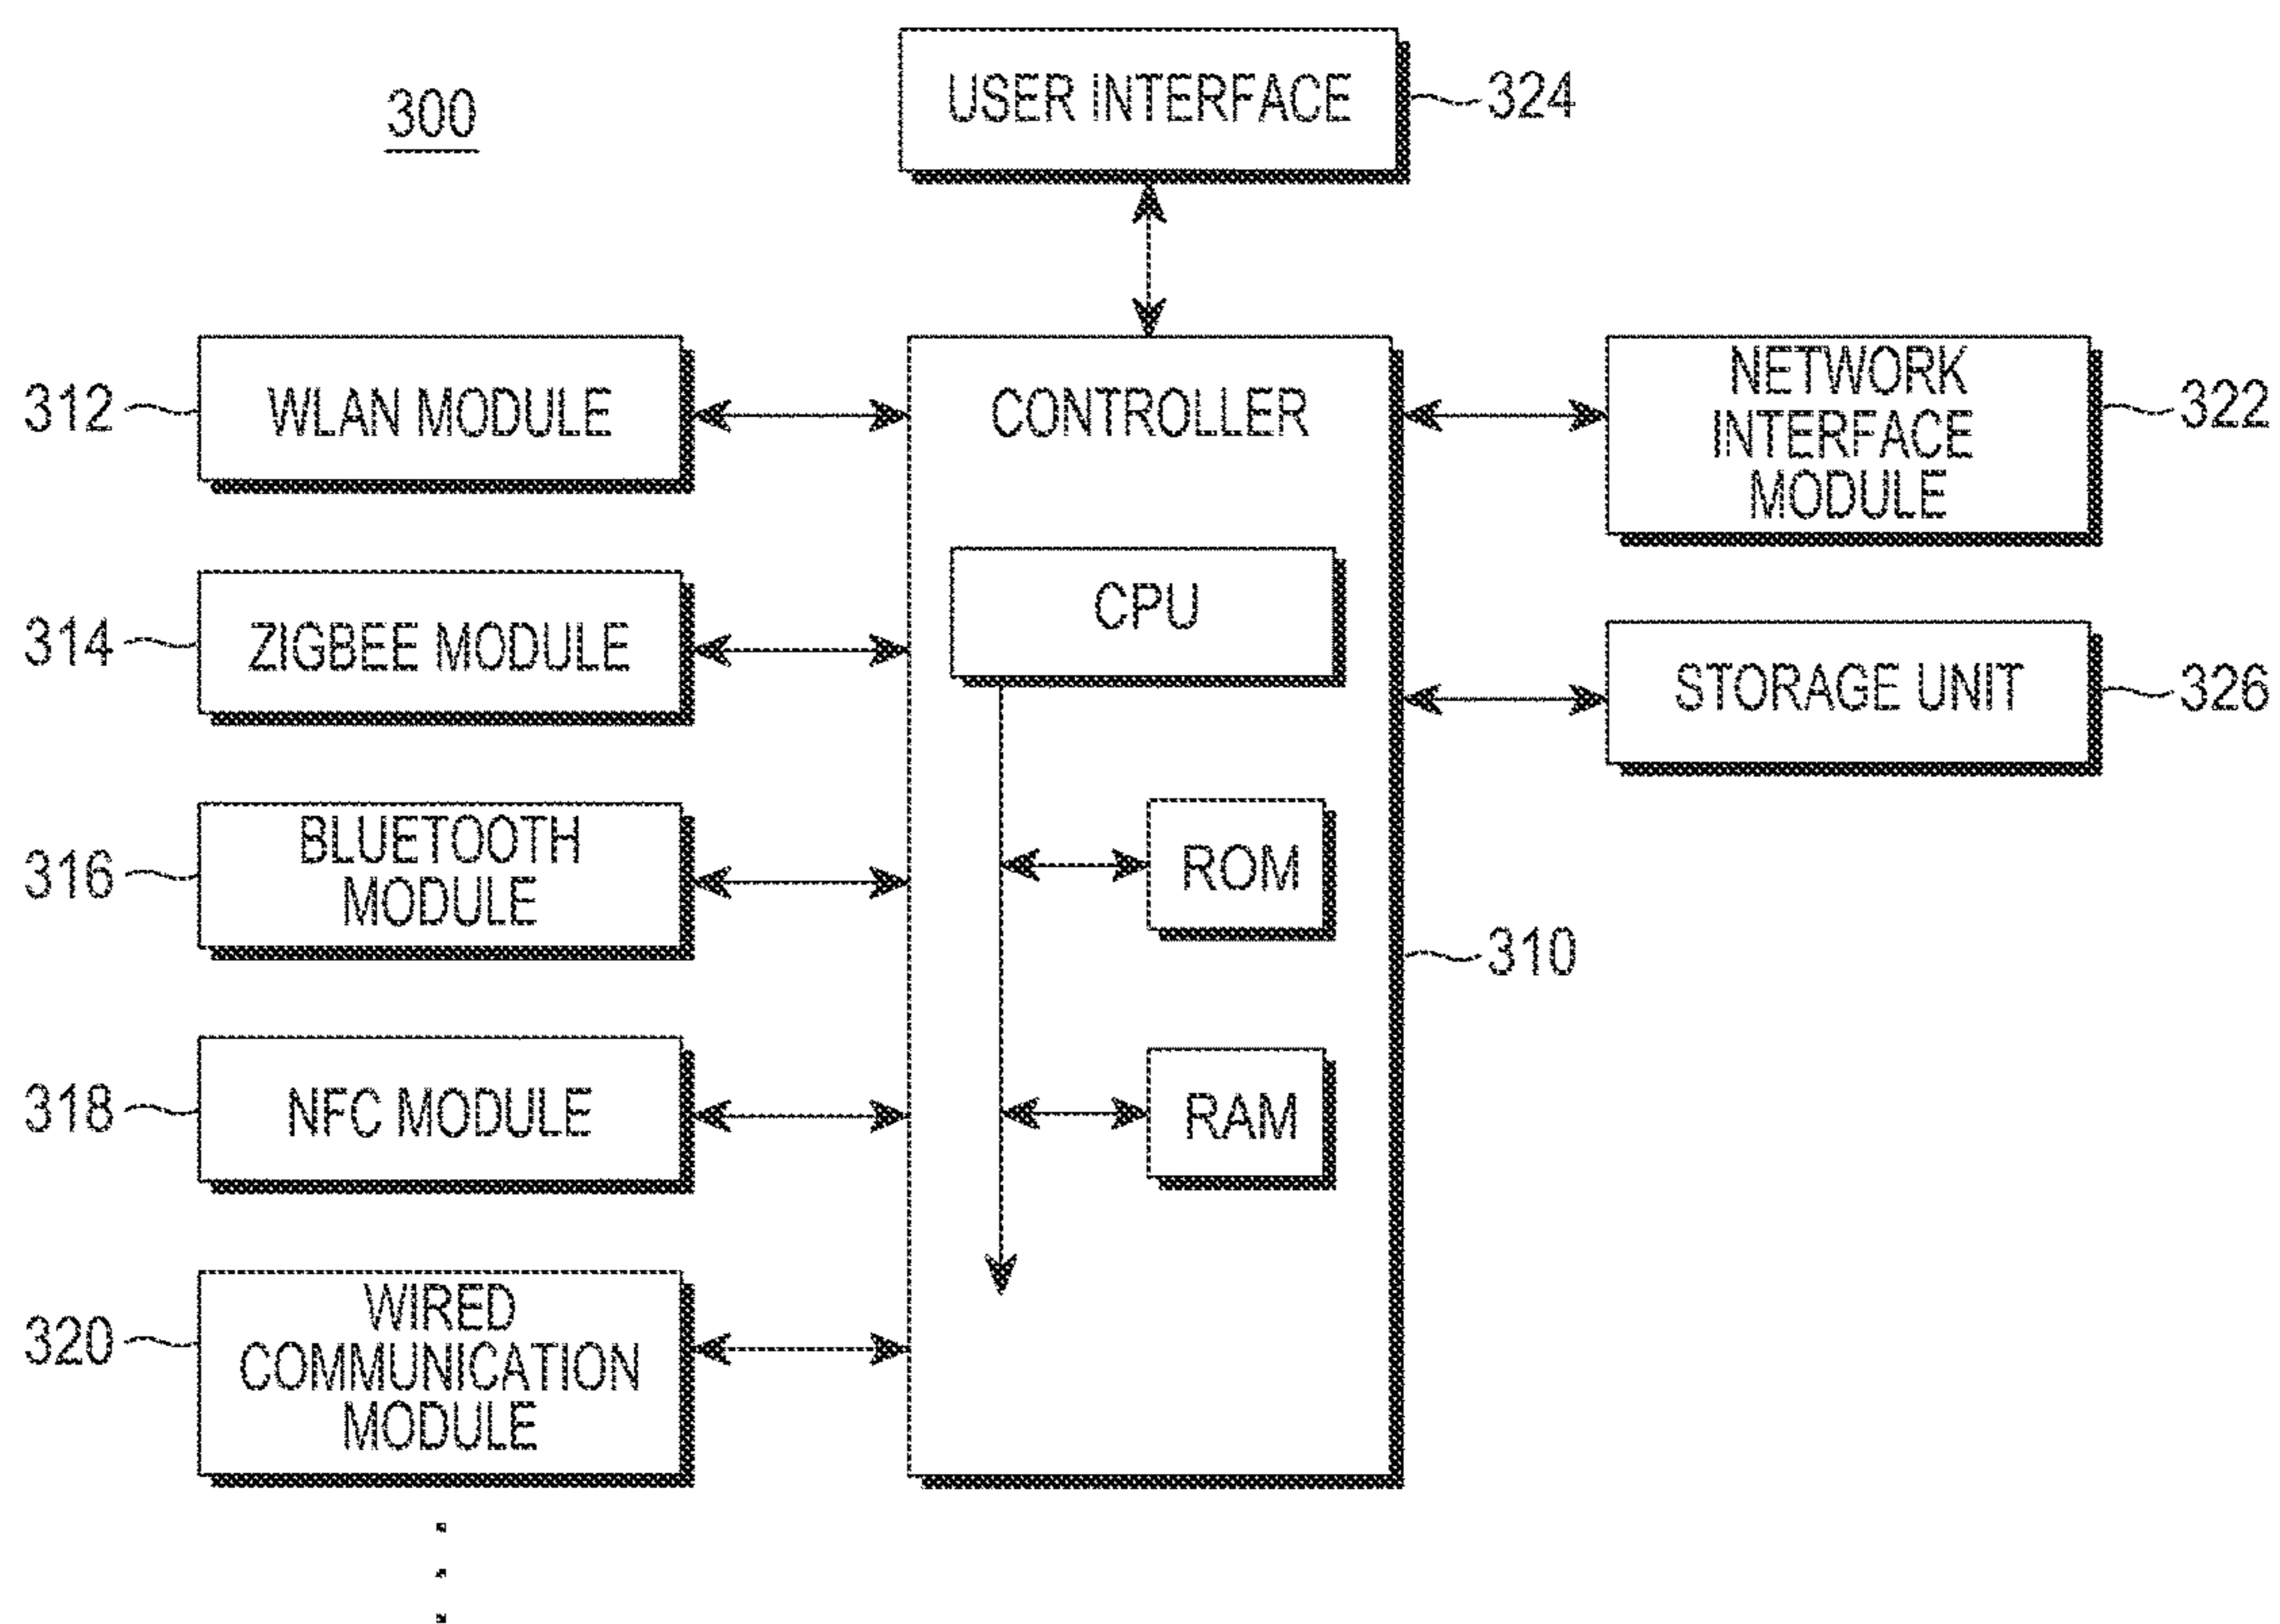 300
USER INTERFACE
324
312
WLAN MODULE
314
ZIGBEE MODULE
316
BLUETOOTH
MODULE
318
NFC MODULE
320
WIRED
COMMUNICATION
MODULE
CONTROLLER
CPU
ROM
RAM
310
NETWORK
INTERFACE
MODULE
322
STORAGE UNIT
326